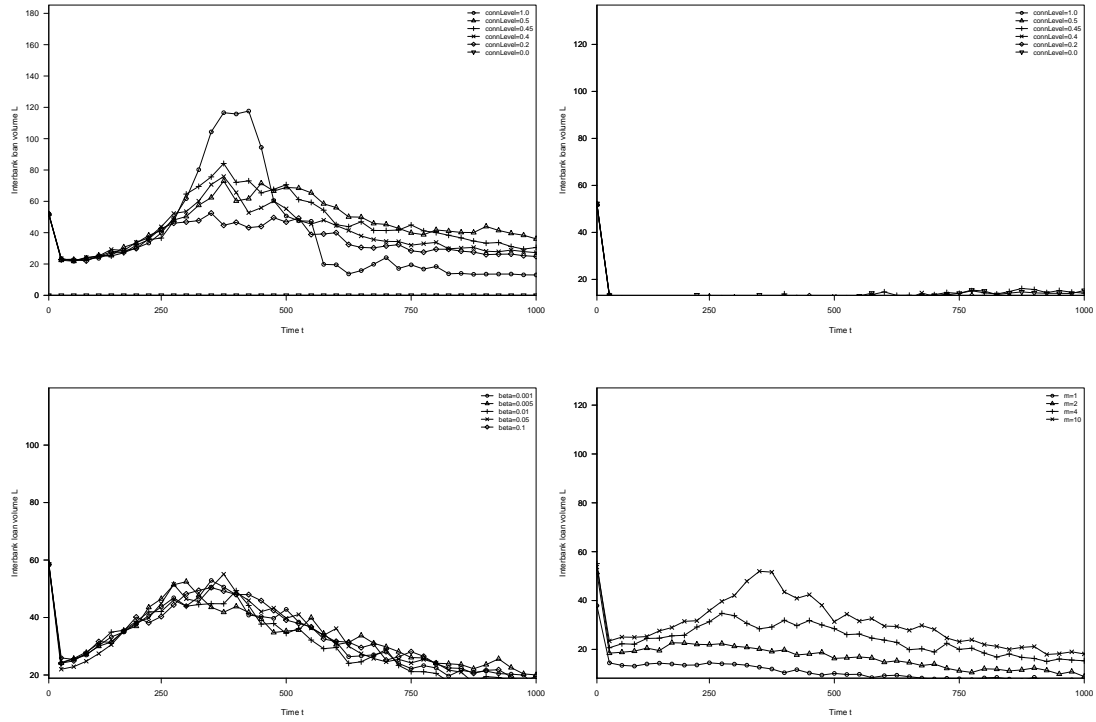 180
160
140
120
100
80
60
40
20
0
Interbank loan volume L
connLevel=1.0
connLevel=0.5
connLevel=0.45
connLevel=0.4
connLevel=0.2
connLevel=0.0
0 250 500 750 1000
Time t
120
100
80
60
40
20
Interbank loan volume L
connLevel=1.0
connLevel=0.5
connLevel=0.45
connLevel=0.4
connLevel=0.2
connLevel=0.0
0 250 500 750 1000
Time t
100
80
60
40
20
Interbank loan volume L
beta=0.001
beta=0.005
beta=0.01
beta=0.05
beta=0.1
0 250 500 750 1000
Time t
120
100
80
60
40
20
Interbank loan volume L
m=1
m=2
m=4
m=10
0 250 500 750 1000
Time t